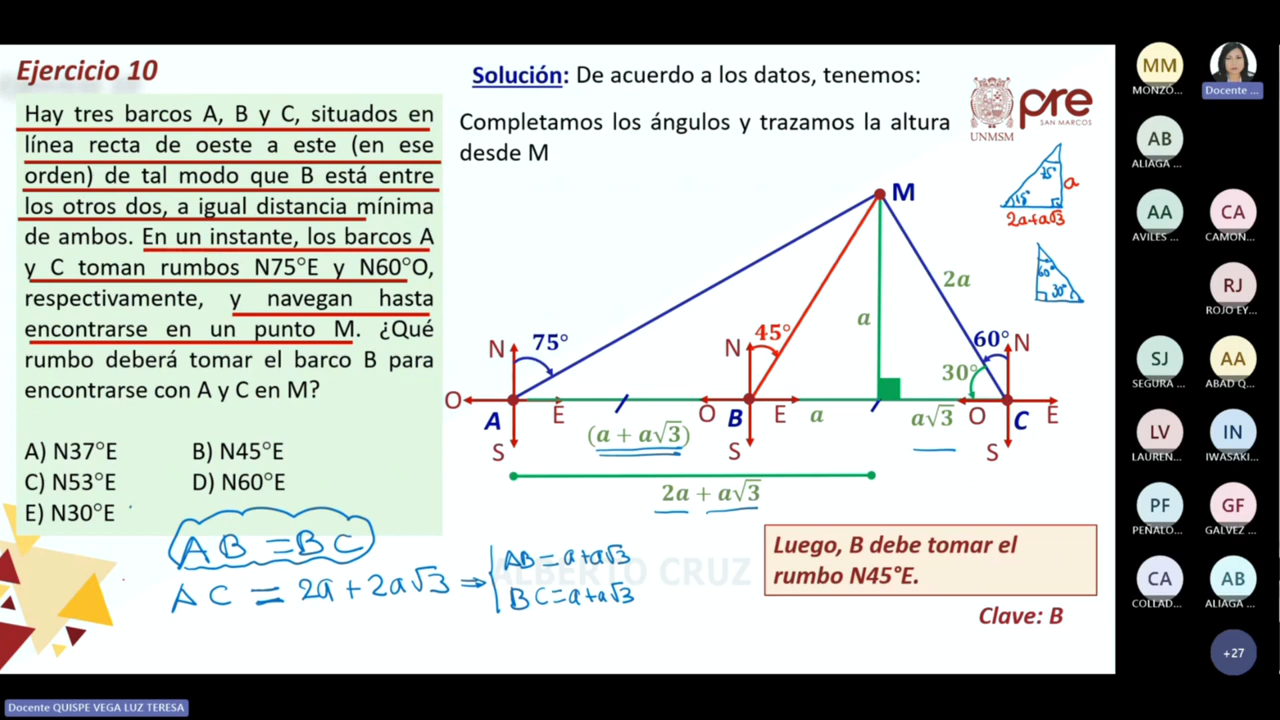 Ejercicio 10
Hay tres barcos A, B y C, situados en
línea recta de oeste a este (en ese
orden) de tal modo que B está entre
los otros dos, a igual distancia mínima
de ambos. En un instante, los barcos A
y C toman rumbos N75°E y N60°O,
respectivamente, y navegan hasta
encontrarse en un punto M. ¿Qué
rumbo deberá tomar el barco B para
encontrarse con A y C en M?
A) N37°E B) N45°E
C) N53°E D) N60°E
E) N30°E
AB = BC
AC = 2a + 2a√3 ⇒
AB = a+a√3
BC = a+a√3
Solución: De acuerdo a los datos, tenemos:
Completamos los ángulos y trazamos la altura
desde M
UNMSM
pre
SAN MARCOS
75°
15°
a
2a+a√3
60°
30°
M
2a
a
N 75°
N 45°
60° N
30°
O A E
O B E a
a√3 O C E
S
(a + a√3)
S
S
2a + a√3
ALBERTO CRUZ
Luego, B debe tomar el
rumbo N45°E.
Clave: B
MM
MONZÓ...
Docente ...
AB
ALIAGA ...
AA
AVILES ...
CA
CAMON...
RJ
ROJO EY...
SJ
SEGURA ...
AA
ABAD Q...
LV
LAUREN...
IN
IWASAKI...
PF
PEÑALO...
GF
GALVEZ ...
CA
COLLAD...
AB
ALIAGA ...
+27
Docente QUISPE VEGA LUZ TERESA